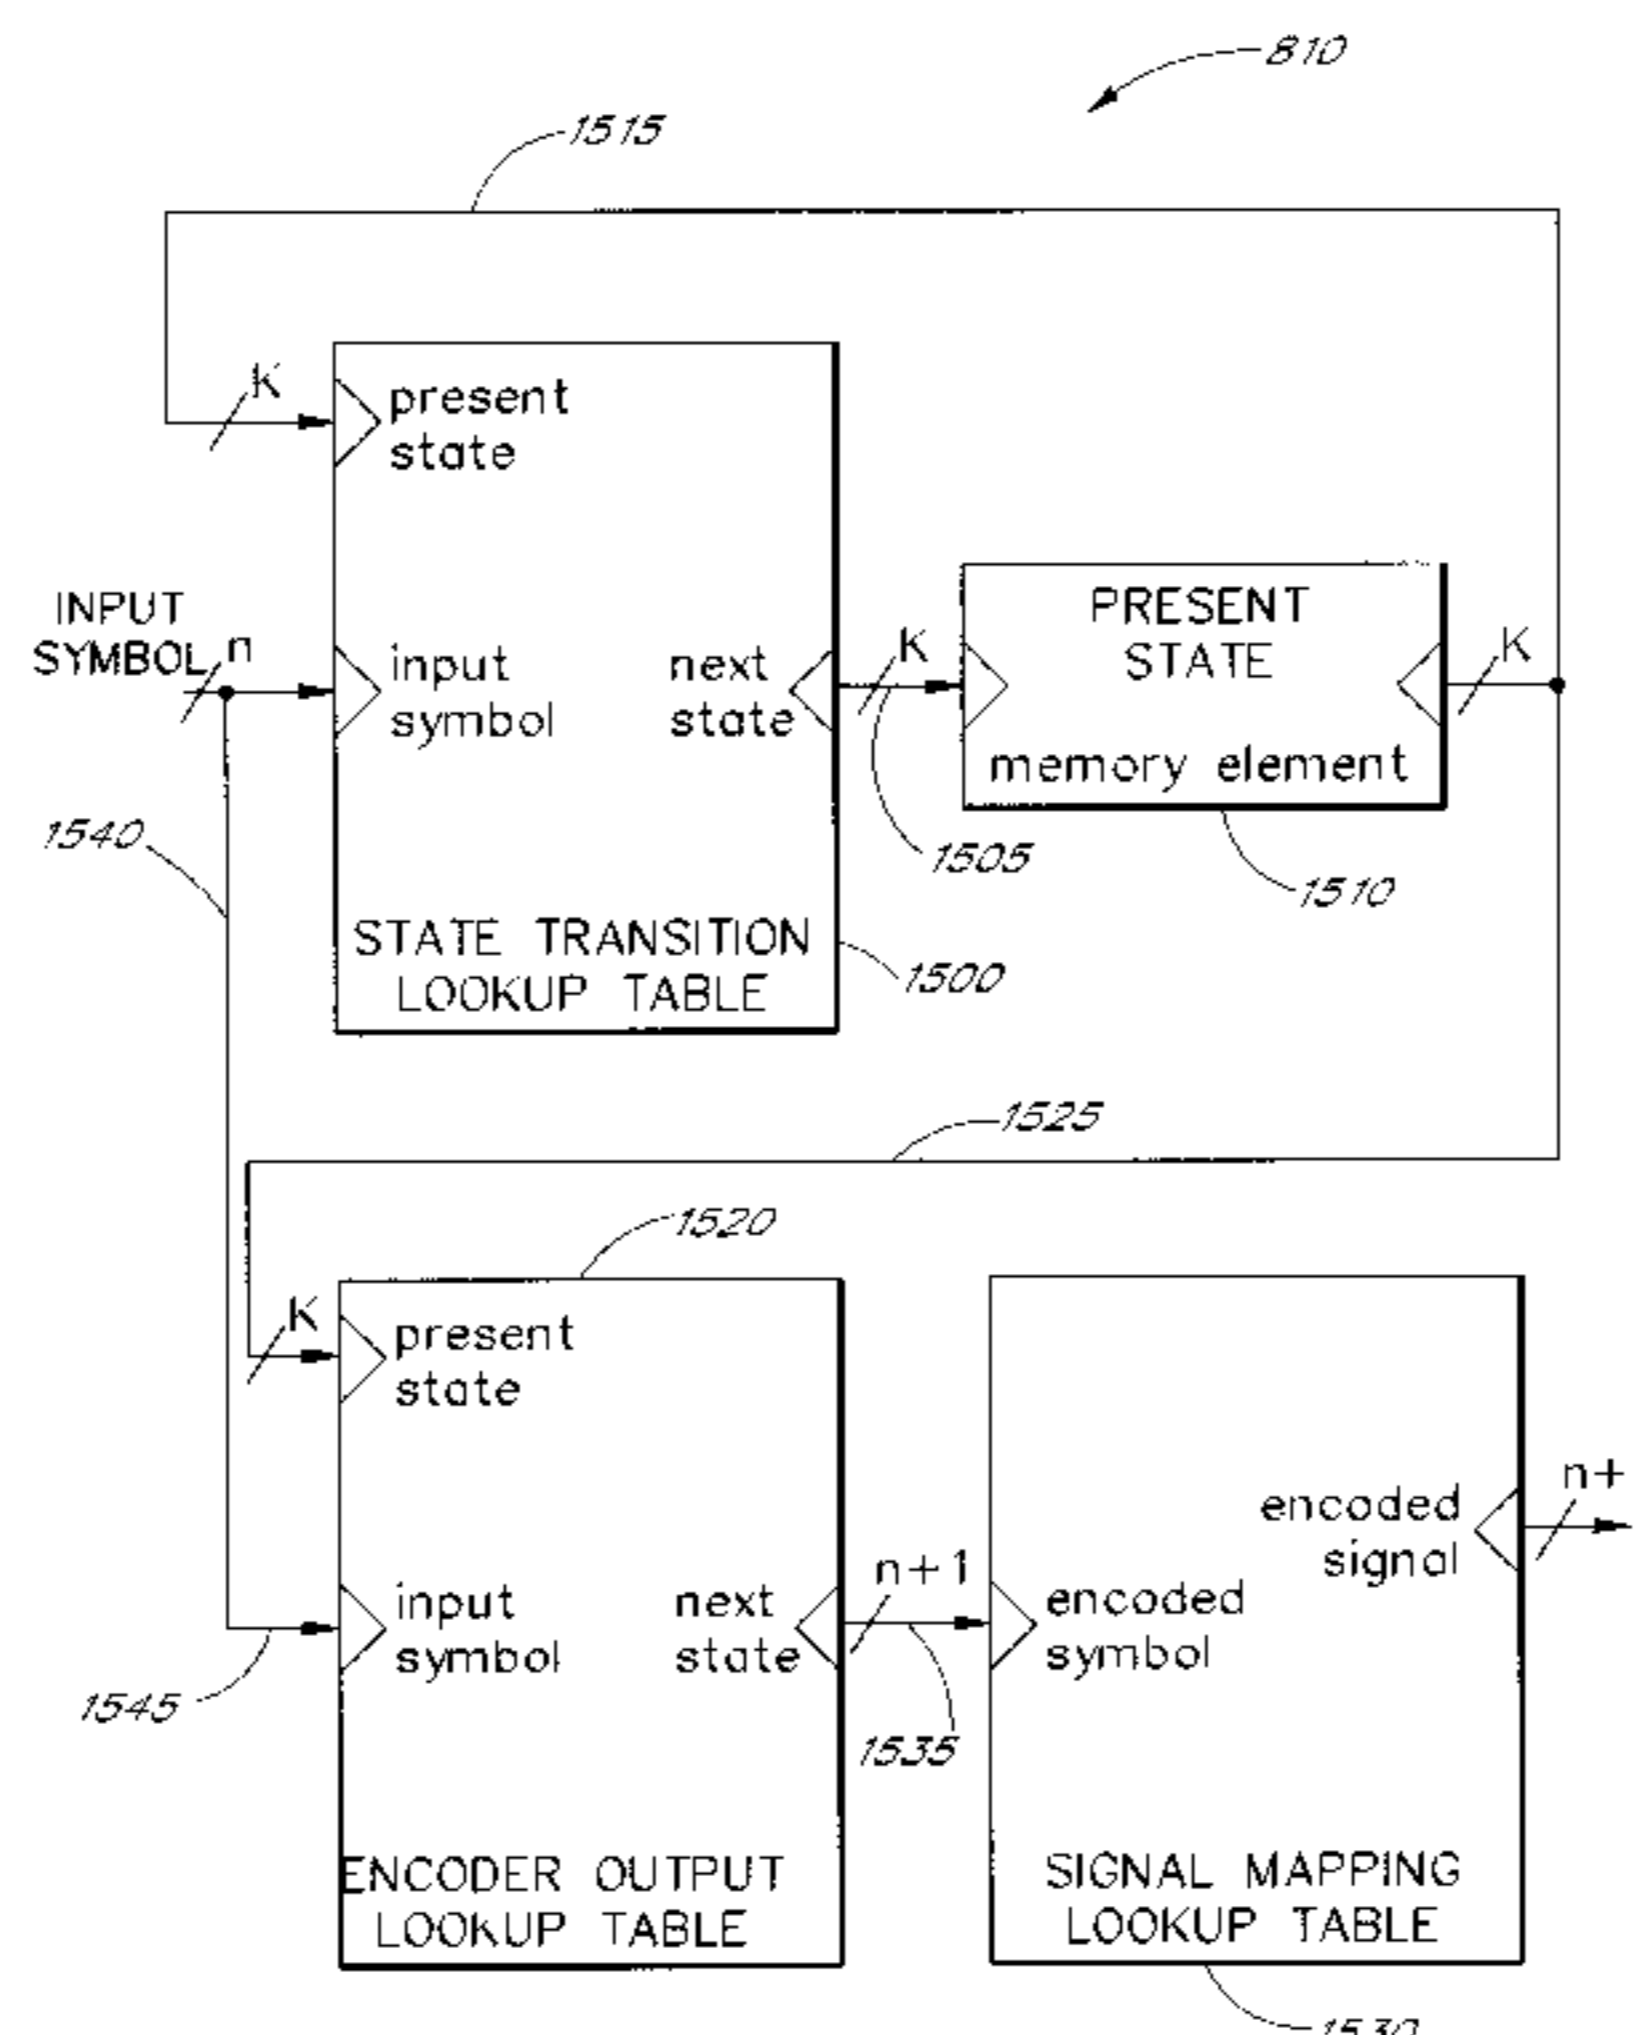 810
1515
K
present
state
INPUT
SYMBOL
n
input
symbol
next
state
K
PRESENT
STATE
memory element
K
1540
1505
1510
STATE TRANSITION
LOOKUP TABLE
1500
1525
1520
K
present
state
n+
encoded
signal
n+1
input
symbol
next
state
encoded
symbol
1545
1535
ENCODER OUTPUT
LOOKUP TABLE
SIGNAL MAPPING
LOOKUP TABLE
1530